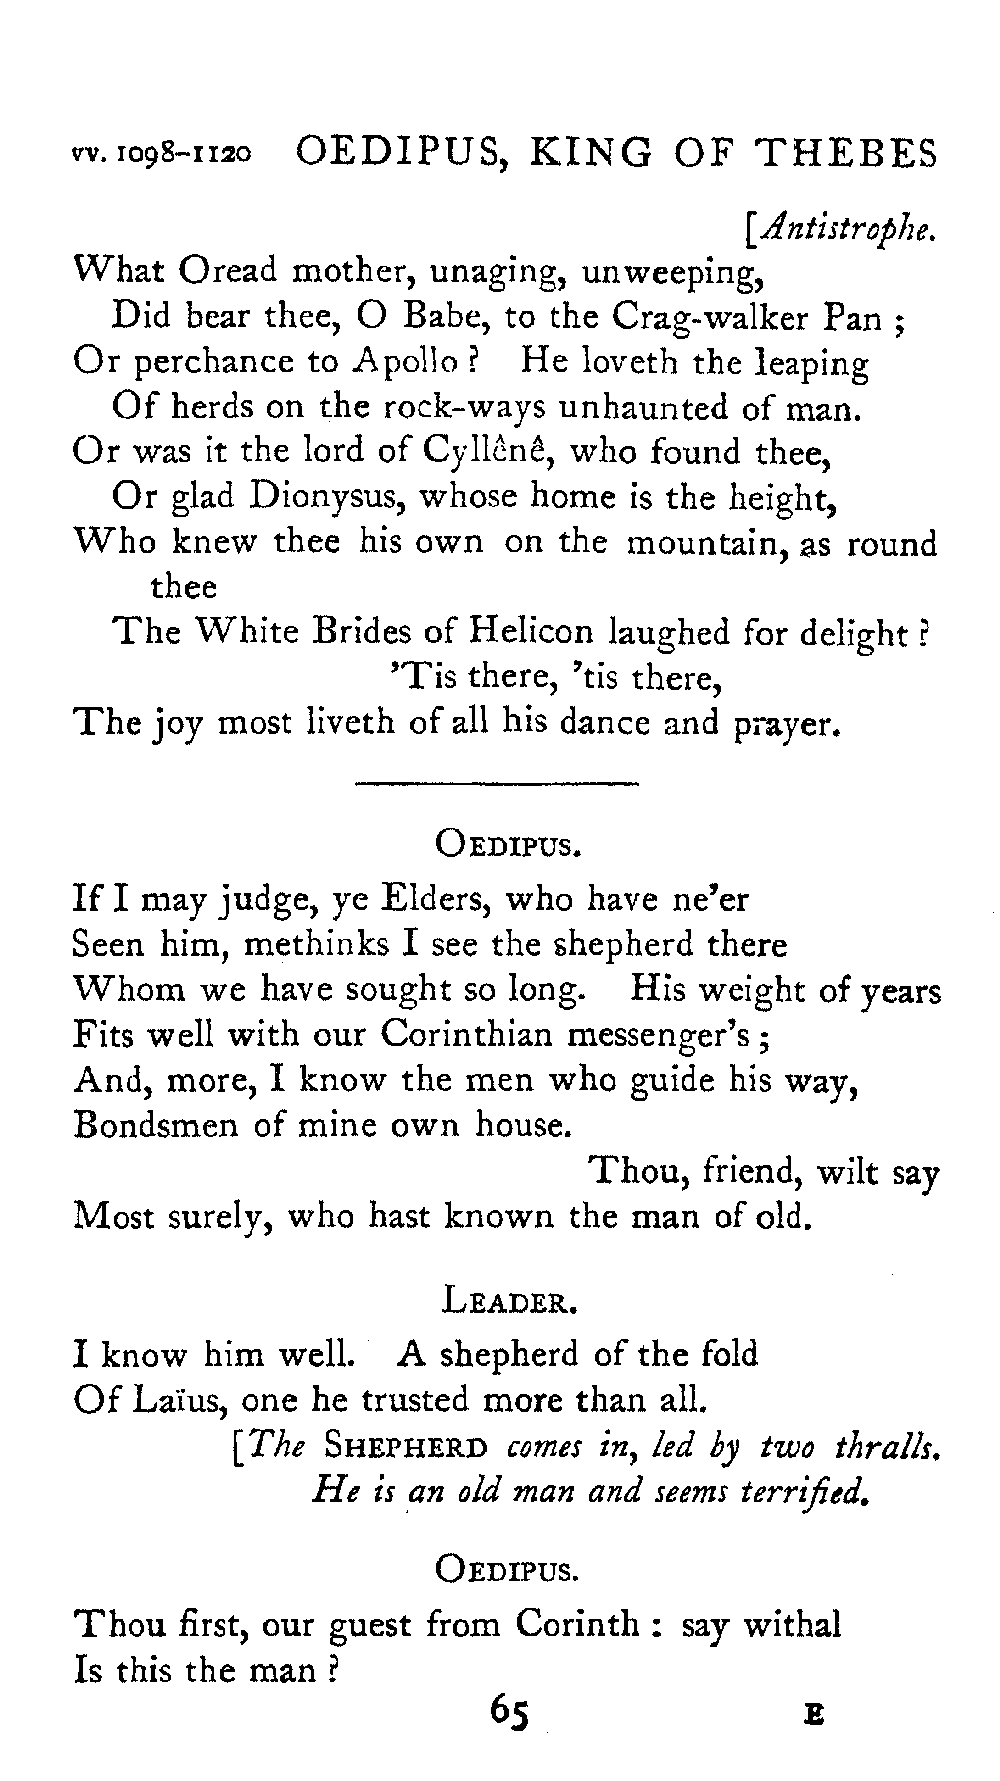 vv. 1098–1120 OEDIPUS, KING OF THEBES
[Antistrophe.
What Oread mother, unaging, unweeping,
Did bear thee, O Babe, to the Crag-walker Pan ;
Or perchance to Apollo ? He loveth the leaping
Of herds on the rock-ways unhaunted of man.
Or was it the lord of Cyllênê, who found thee,
Or glad Dionysus, whose home is the height,
Who knew thee his own on the mountain, as round
thee
The White Brides of Helicon laughed for delight ?
’Tis there, ’tis there,
The joy most liveth of all his dance and prayer.
OEDIPUS.
If I may judge, ye Elders, who have ne’er
Seen him, methinks I see the shepherd there
Whom we have sought so long. His weight of years
Fits well with our Corinthian messenger’s ;
And, more, I know the men who guide his way,
Bondsmen of mine own house.
Thou, friend, wilt say
Most surely, who hast known the man of old.
LEADER.
I know him well. A shepherd of the fold
Of Laïus, one he trusted more than all.
[The SHEPHERD comes in, led by two thralls.
He is an old man and seems terrified.
OEDIPUS.
Thou first, our guest from Corinth : say withal
Is this the man ?
65 E